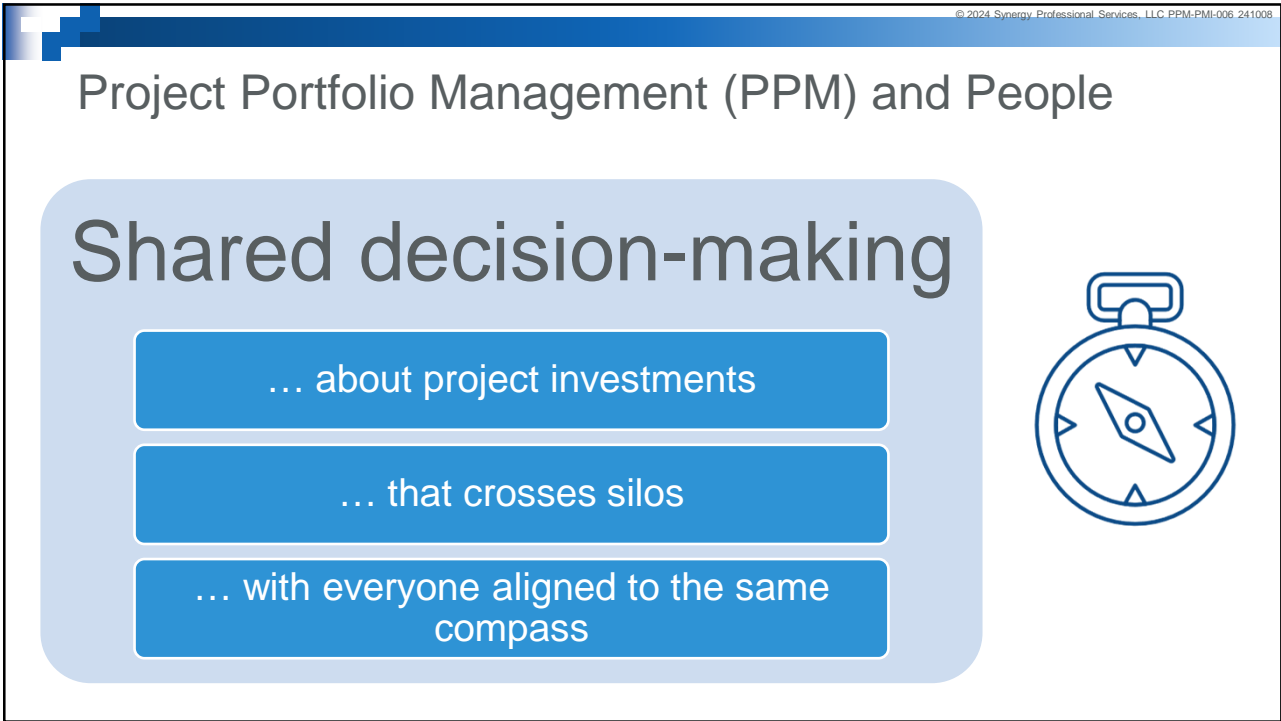 © 2024 Synergy Professional Services, LLC PPM-PMI-006 241008
Project Portfolio Management (PPM) and People
Shared decision-making
… about project investments
… that crosses silos
… with everyone aligned to the same
compass